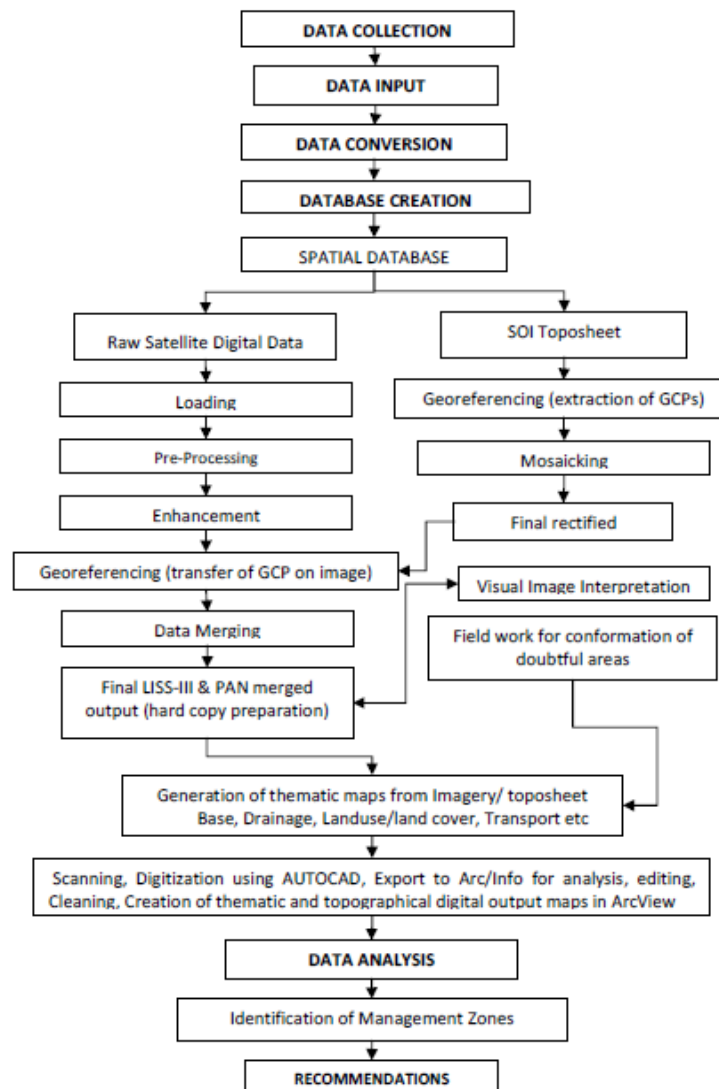 DATA COLLECTION
DATA INPUT
DATA CONVERSION
DATABASE CREATION
SPATIAL DATABASE
Raw Satellite Digital Data
SOI Toposheet
Loading
Georeferencing (extraction of GCPs)
Pre-Processing
Mosaicking
Enhancement
Final rectified
Georeferencing (transfer of GCP on image)
Visual Image Interpretation
Data Merging
Field work for conformation of
doubtful areas
Final LISS-III & PAN merged
output (hard copy preparation)
Generation of thematic maps from Imagery/ toposheet
Base, Drainage, Landuse/land cover, Transport etc
Scanning, Digitization using AUTOCAD, Export to Arc/Info for analysis, editing,
Cleaning, Creation of thematic and topographical digital output maps in ArcView
DATA ANALYSIS
Identification of Management Zones
RECOMMENDATIONS